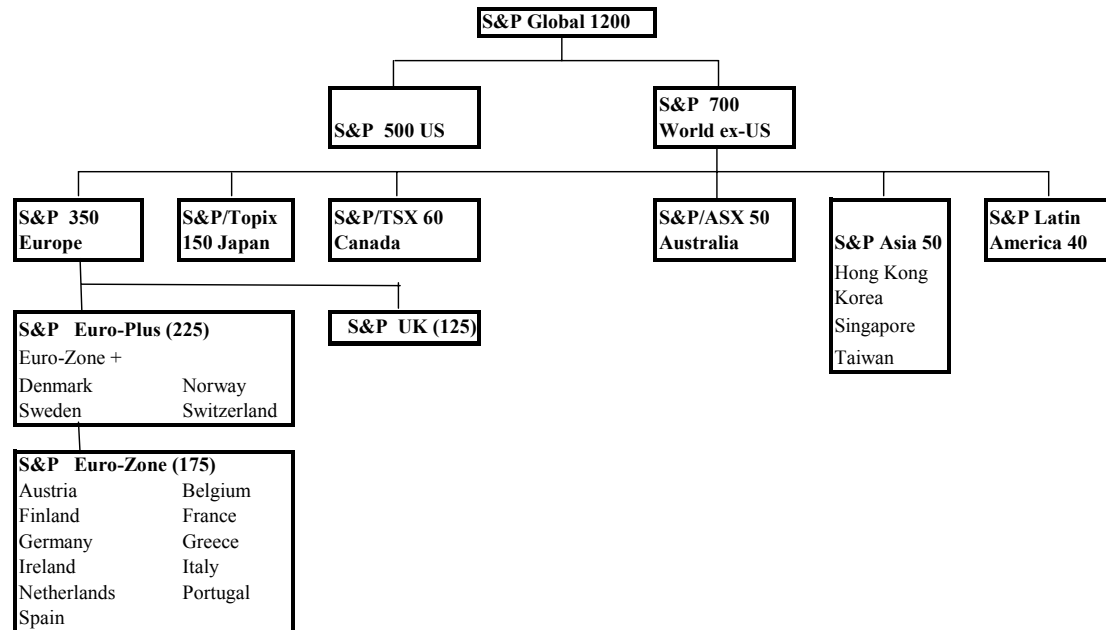 S&P Global 1200
S&P 500 US
S&P 700
World ex-US
S&P 350
Europe
S&P/Topix
150 Japan
S&P/TSX 60
Canada
S&P/ASX 50
Australia
S&P Asia 50
Hong Kong
Korea
Singapore
Taiwan
S&P Latin
America 40
S&P Euro-Plus (225)
Euro-Zone +
Denmark Norway
Sweden Switzerland
S&P UK (125)
S&P Euro-Zone (175)
Austria Belgium
Finland France
Germany Greece
Ireland Italy
Netherlands Portugal
Spain